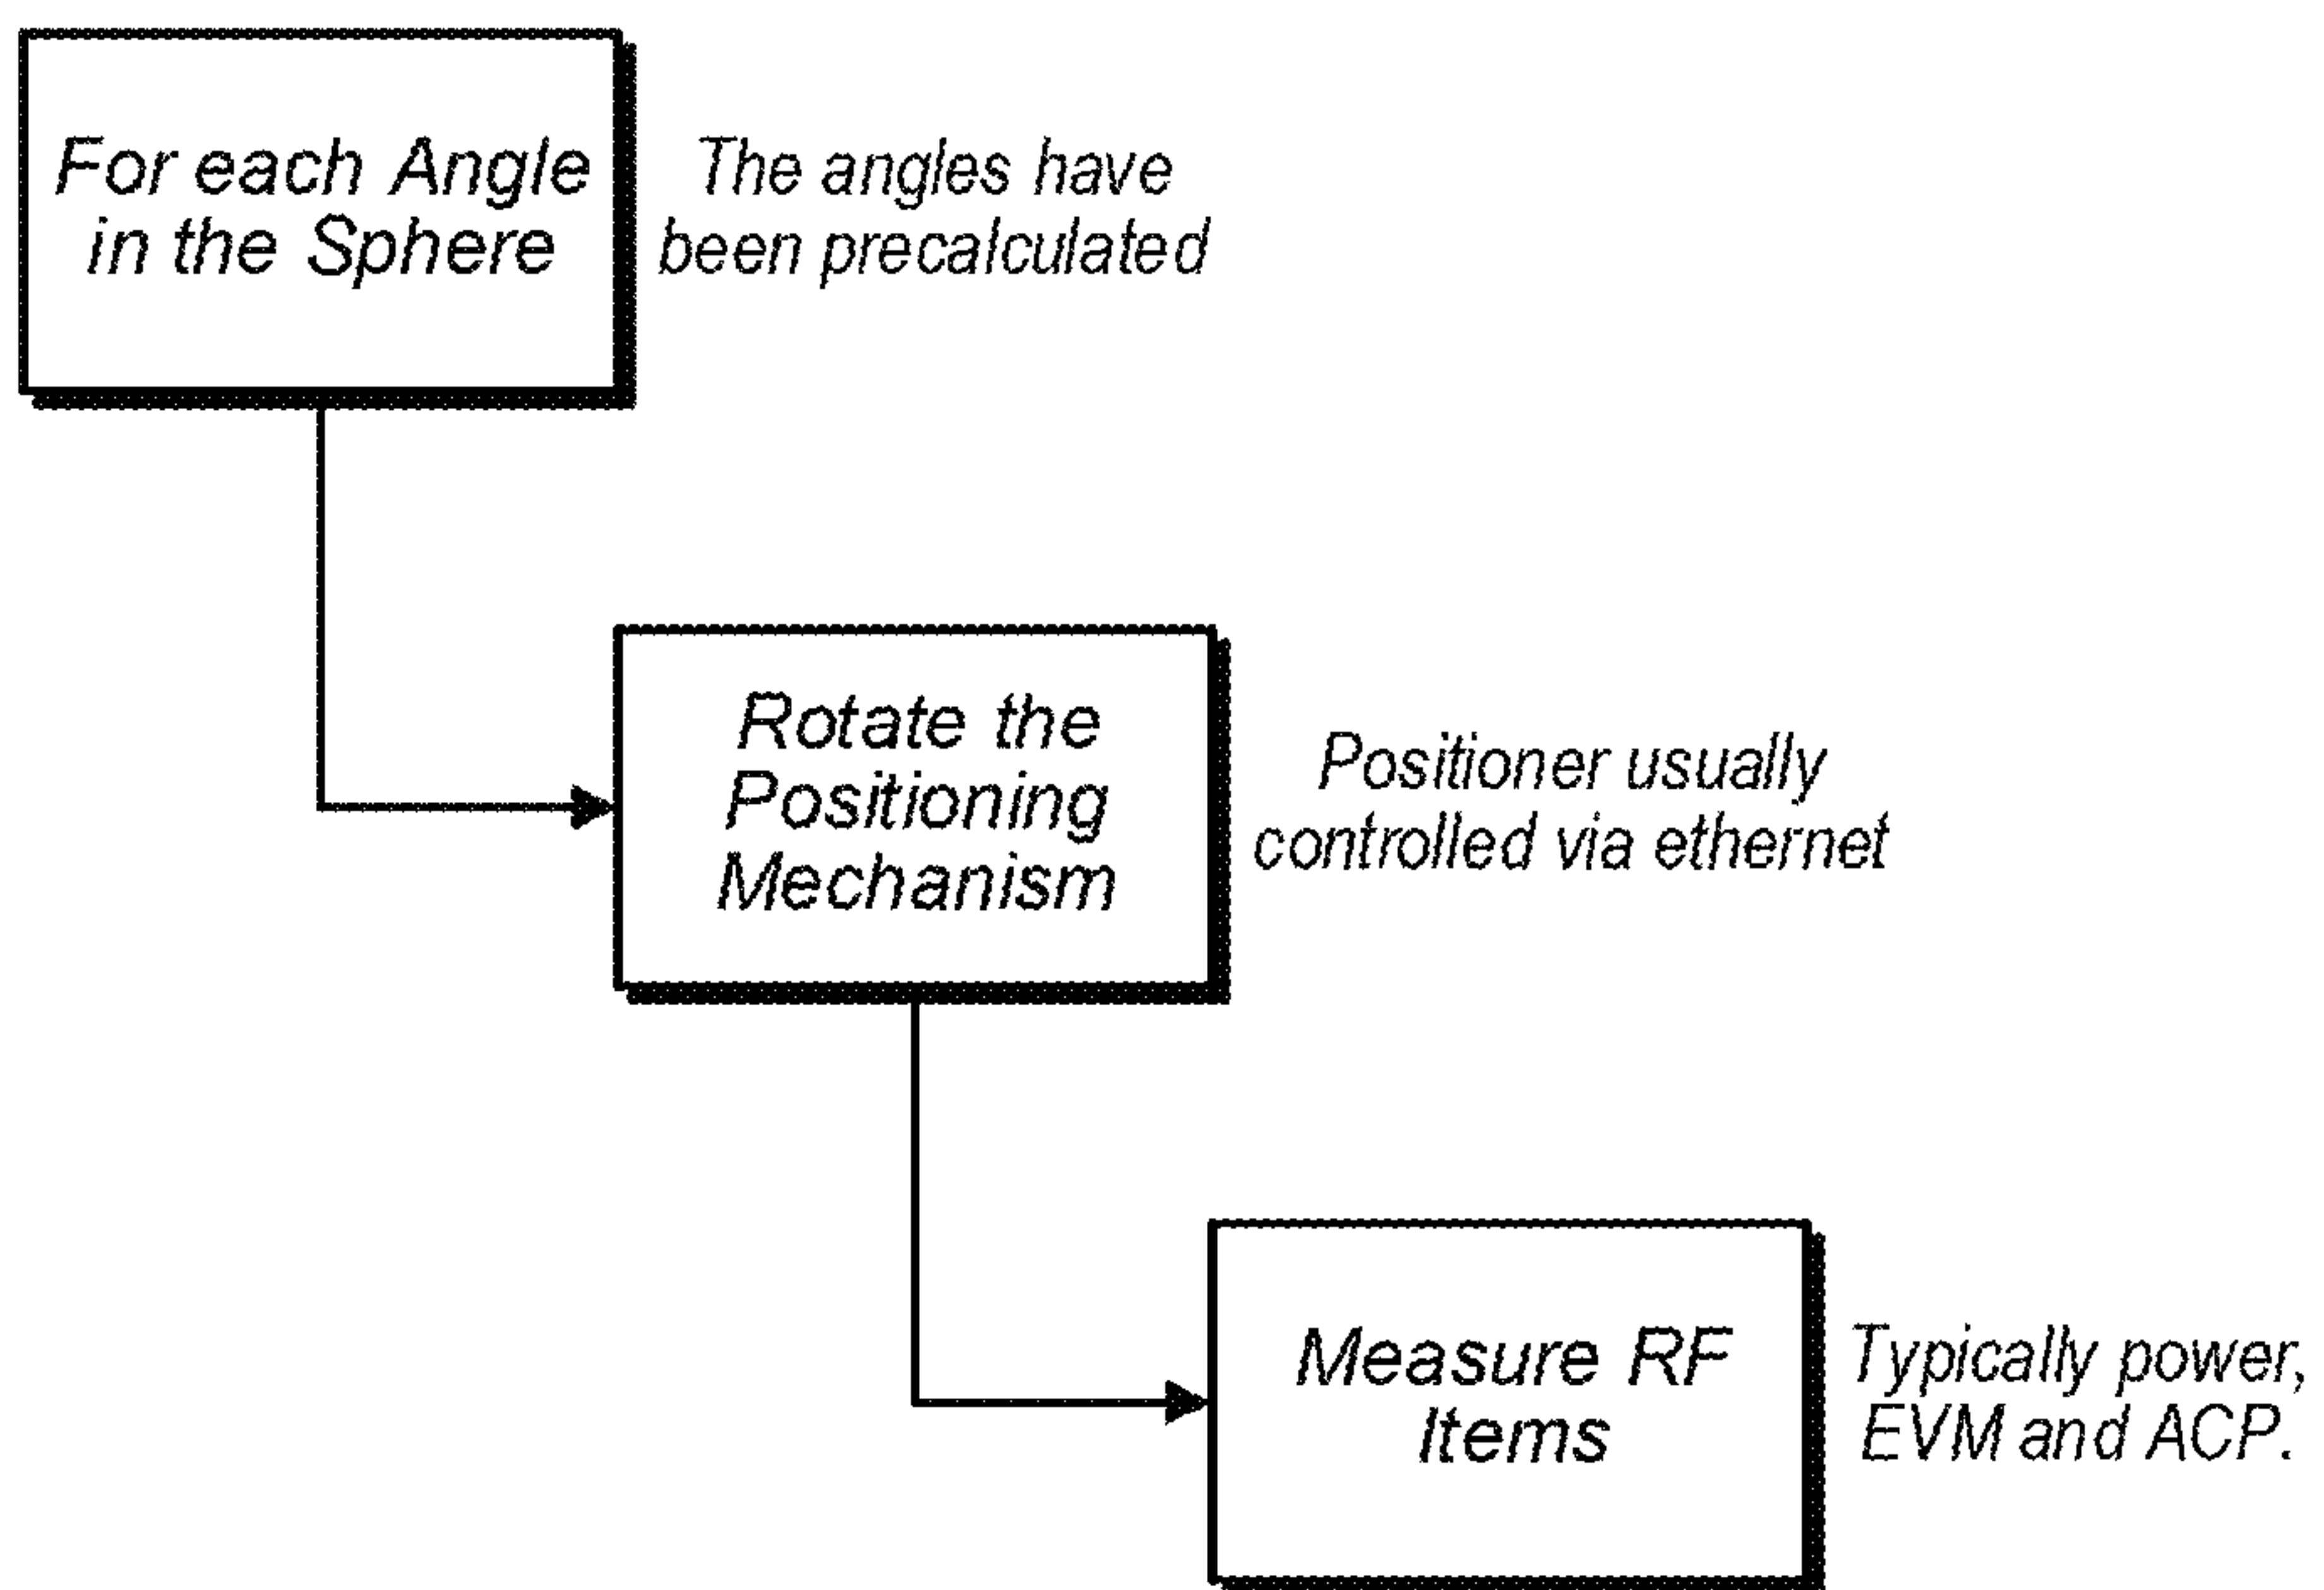 For each Angle
in the Sphere
The angles have
been precalculated
Rotate the
Positioning
Mechanism
Positioner usually
controlled via ethernet
Measure RF
Items
Typically power,
EVM and ACP.